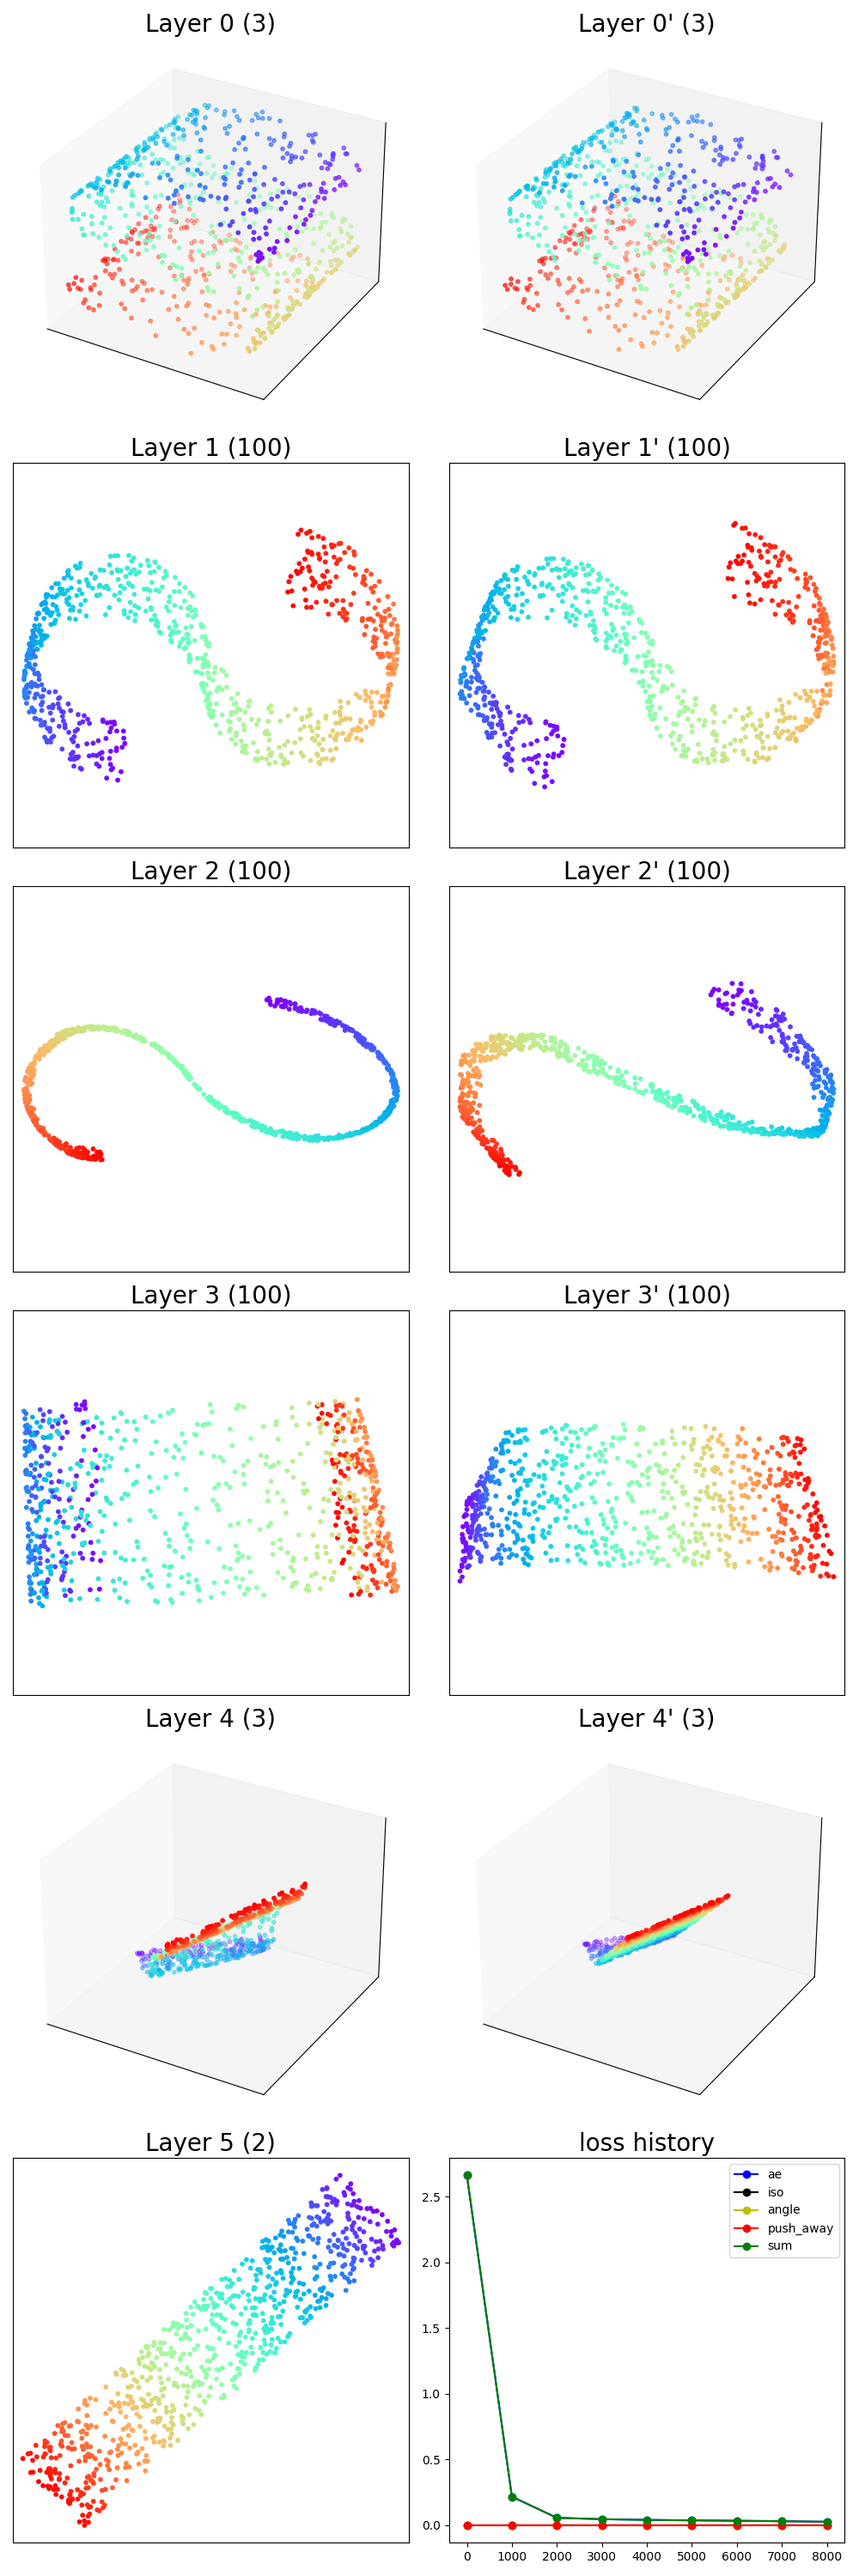 Layer 0 (3)
Layer 0' (3)
Layer 1 (100)
Layer 1' (100)
Layer 2 (100)
Layer 2' (100)
Layer 3 (100)
Layer 3' (100)
Layer 4 (3)
Layer 4' (3)
Layer 5 (2)
loss history
ae
iso
angle
push_away
sum
2.5
2.0
1.5
1.0
0.5
0.0
0 1000 2000 3000 4000 5000 6000 7000 8000